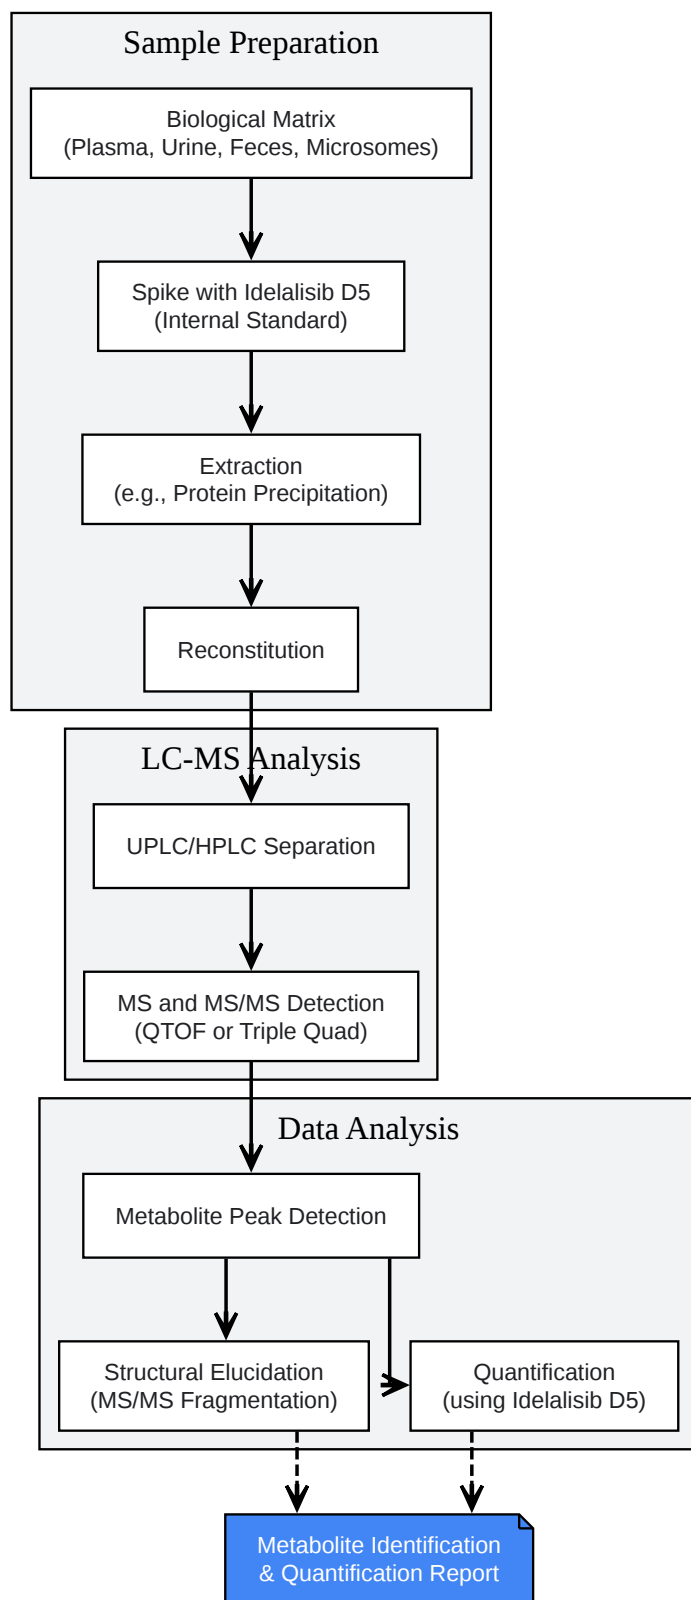 Sample Preparation
Biological Matrix
(Plasma, Urine, Feces, Microsomes)
Spike with Idelalisib D5
(Internal Standard)
Extraction
(e.g., Protein Precipitation)
Reconstitution
LC-MS Analysis
UPLC/HPLC Separation
MS and MS/MS Detection
(QTOF or Triple Quad)
Data Analysis
Metabolite Peak Detection
Structural Elucidation
(MS/MS Fragmentation)
Quantification
(using Idelalisib D5)
Metabolite Identification
& Quantification Report